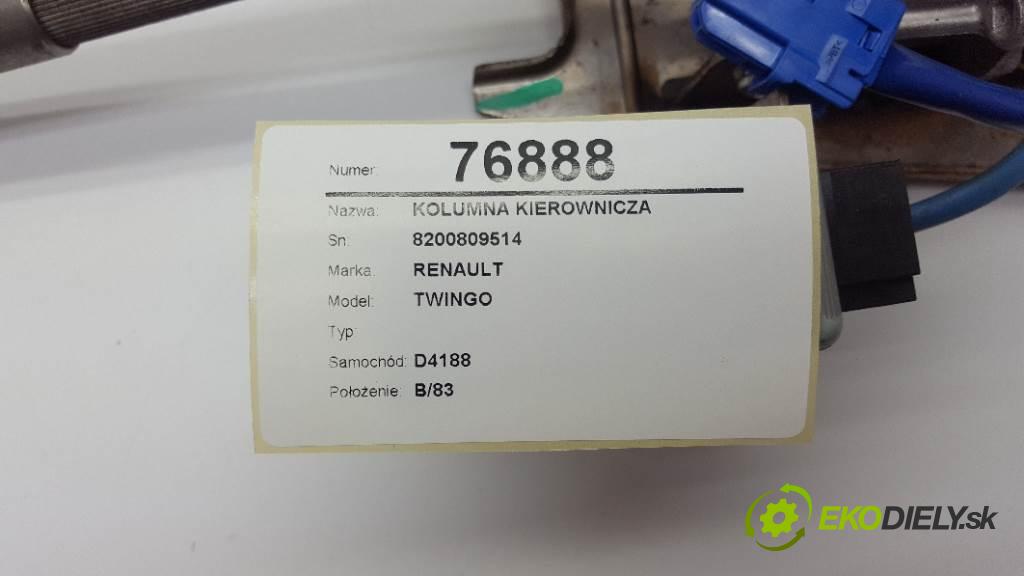 Numer: 76888
Nazwa: KOLUMNA KIEROWNICZA
Sn: 8200809514
Marka: RENAULT
Model: TWINGO
Typ:
Samochód: D4188
Położenie: B/83
EKODIELY.sk